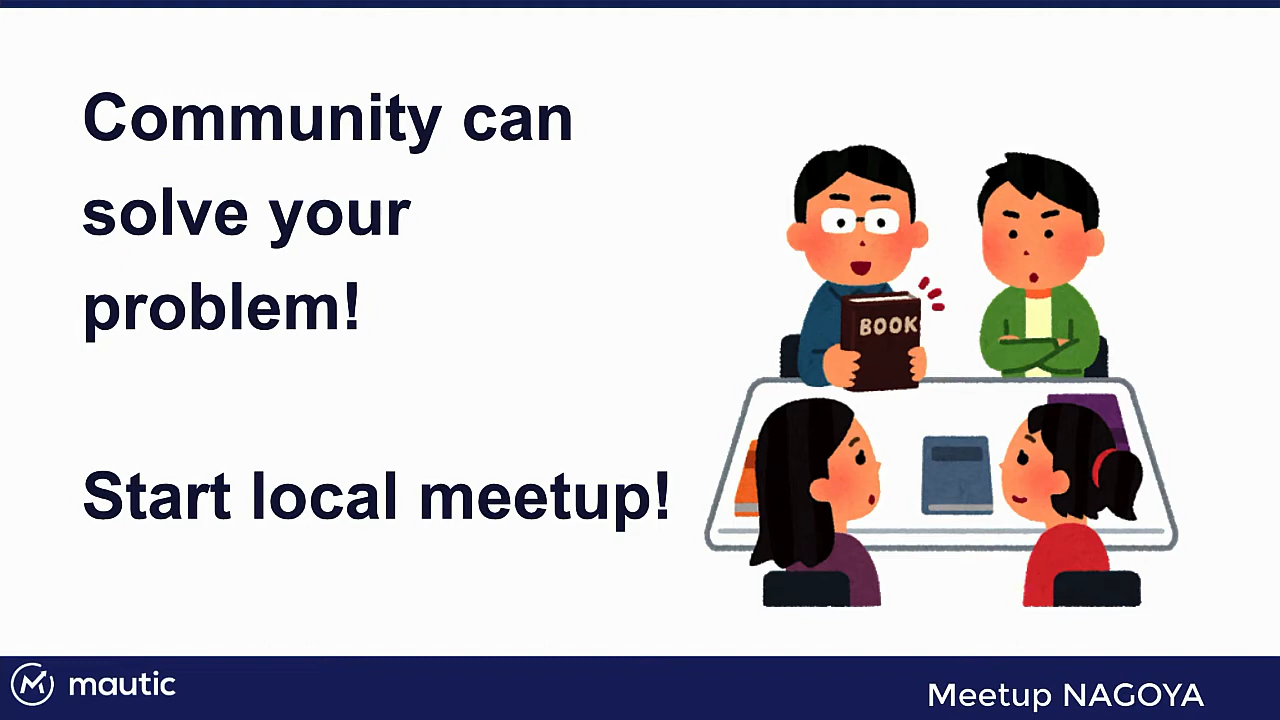 Community can
solve your
problem!
Start local meetup!
BOOK
mautic
Meetup NAGOYA